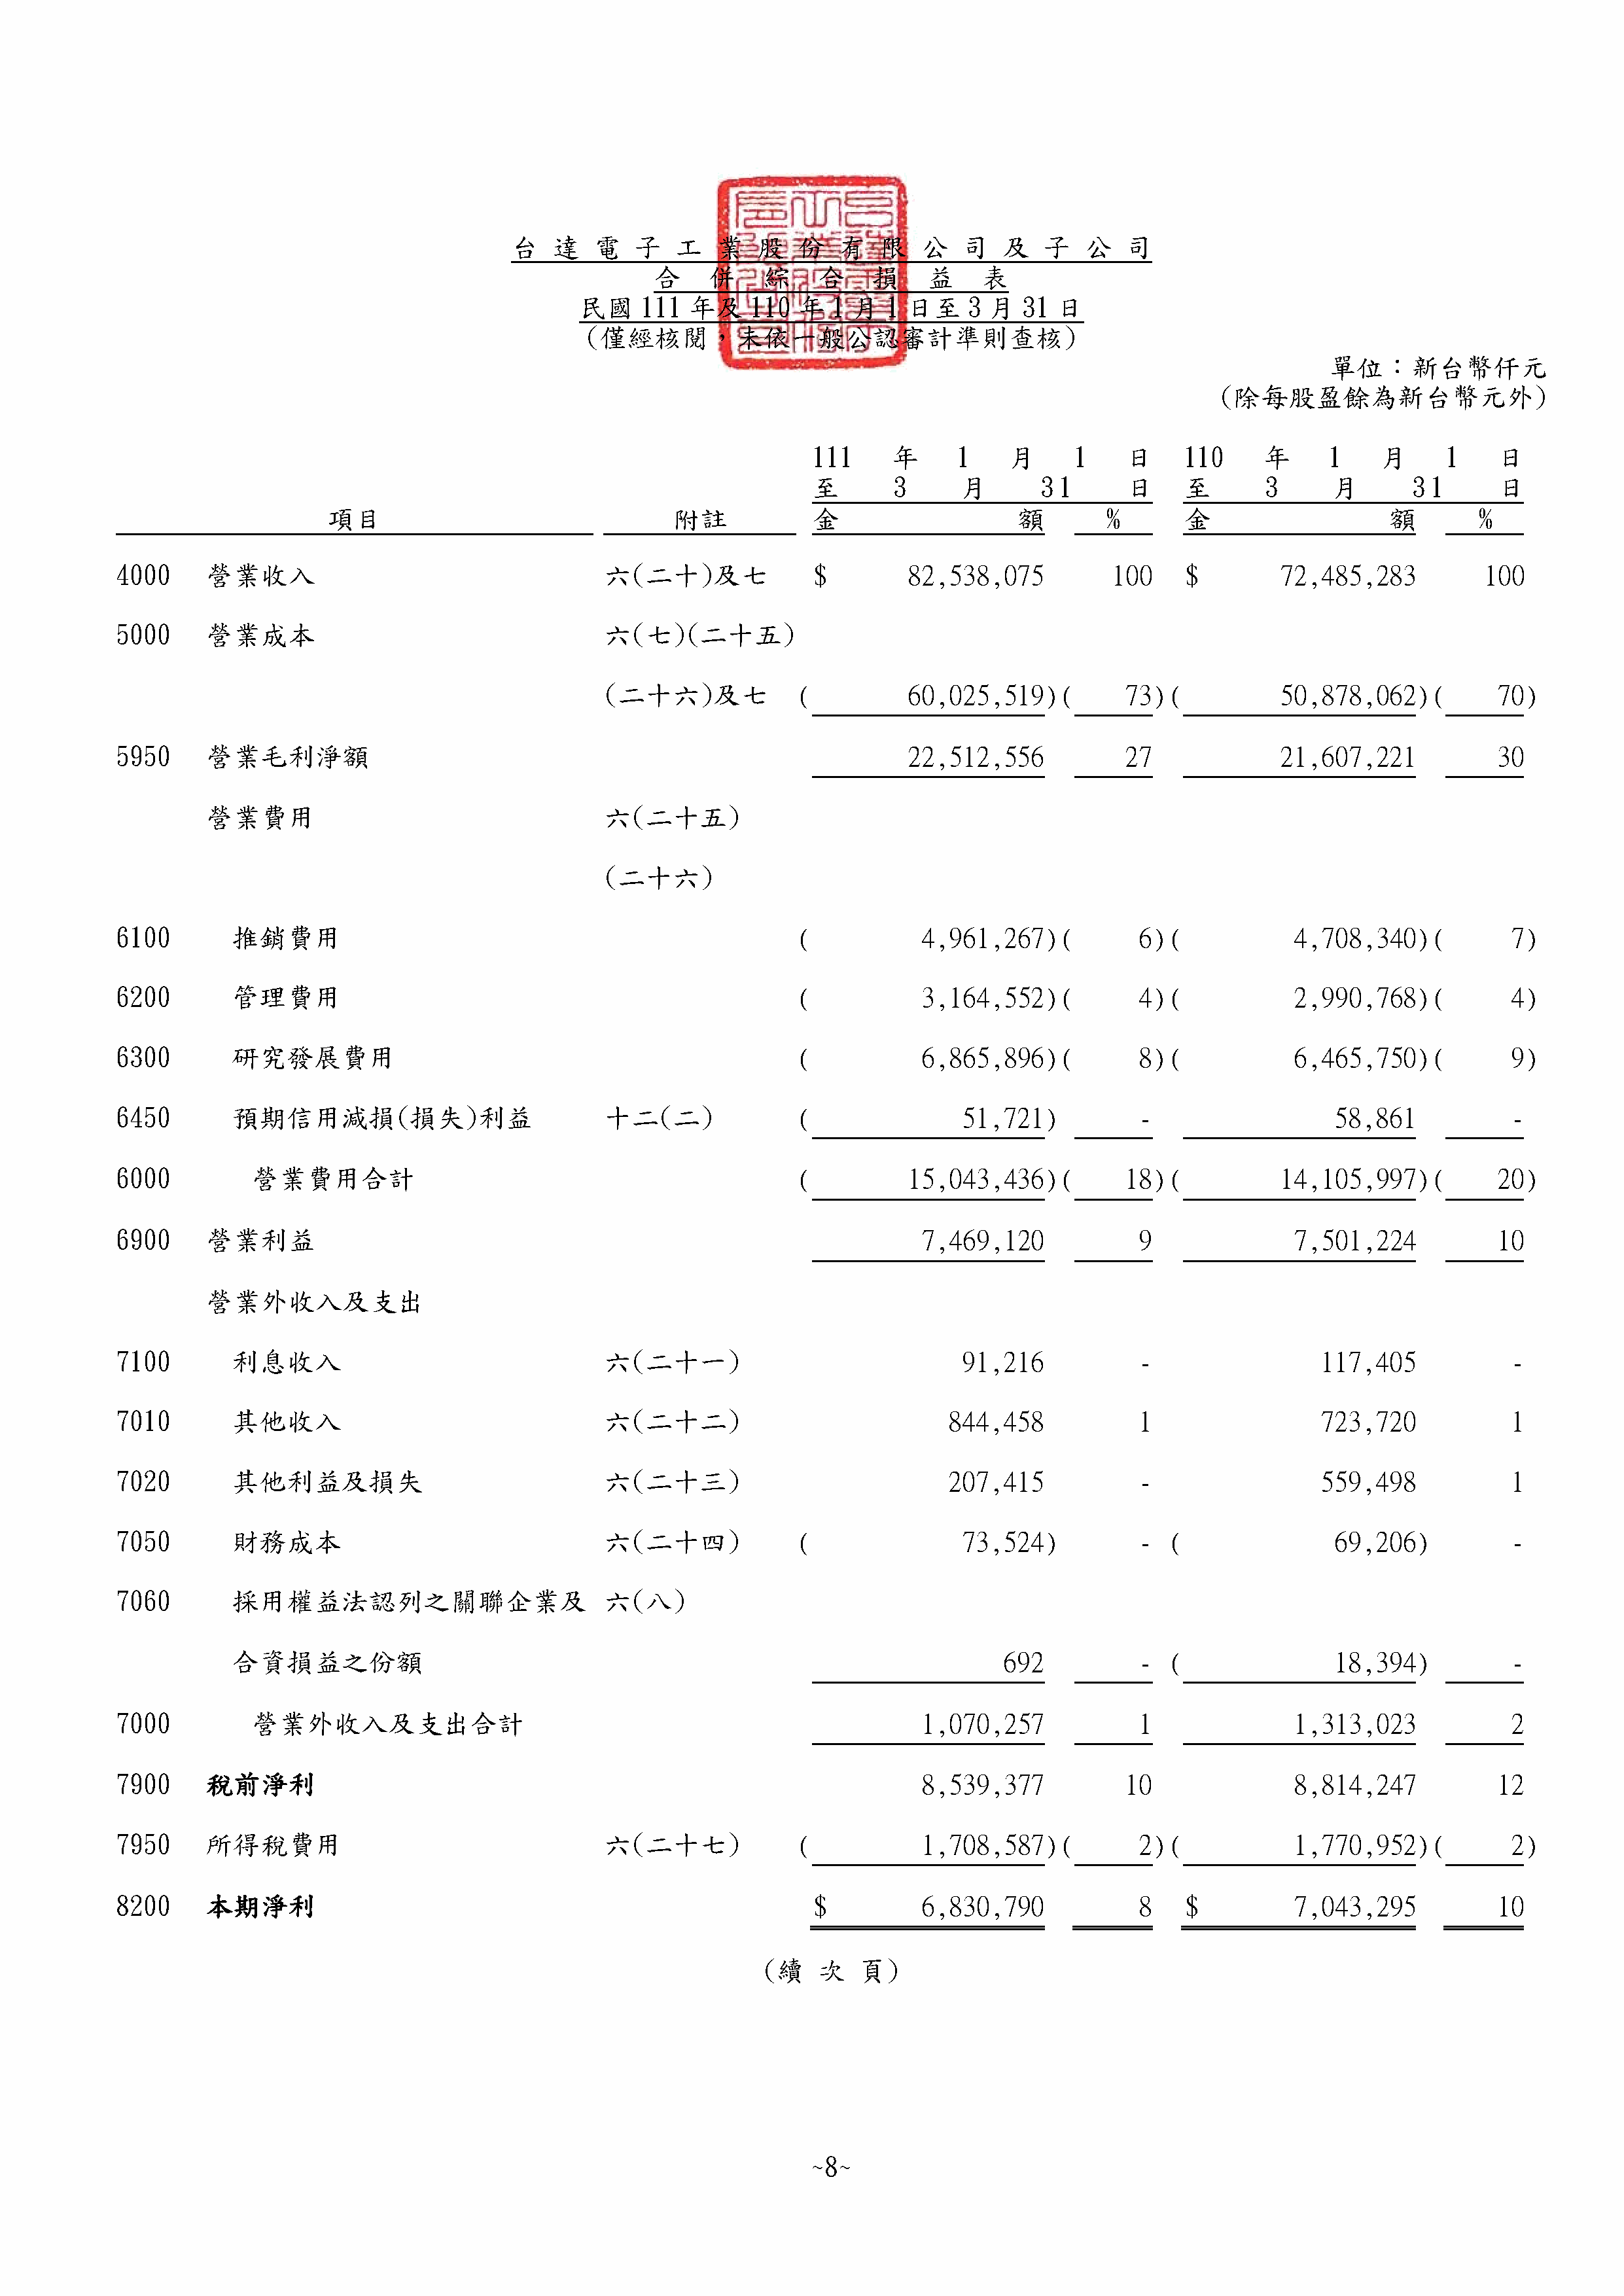 台達電子工業股份有限公司及子公司
合併綜合損益表
民國 111 年及 110 年 1 月 1 日至 3 月 31 日
(僅經核閱,未依一般公認審計準則查核)
單位:新台幣仟元
(除每股盈餘為新台幣元外)
111 年 1 月 1 日 110 年 1 月 1 日
至 3 月 31 日 至 3 月 31 日
項目 附註 金 額 % 金 額 %
4000 營業收入 六(二十)及七 $ 82,538,075 100 $ 72,485,283 100
5000 營業成本 六(七)(二十五)
(二十六)及七 ( 60,025,519)( 73)( 50,878,062)( 70)
5950 營業毛利淨額 22,512,556 27 21,607,221 30
營業費用 六(二十五)
(二十六)
6100 推銷費用 ( 4,961,267)( 6)( 4,708,340)( 7)
6200 管理費用 ( 3,164,552)( 4)( 2,990,768)( 4)
6300 研究發展費用 ( 6,865,896)( 8)( 6,465,750)( 9)
6450 預期信用減損(損失)利益 十二(二) ( 51,721) - 58,861 -
6000 營業費用合計 ( 15,043,436)( 18)( 14,105,997)( 20)
6900 營業利益 7,469,120 9 7,501,224 10
營業外收入及支出
7100 利息收入 六(二十一) 91,216 - 117,405 -
7010 其他收入 六(二十二) 844,458 1 723,720 1
7020 其他利益及損失 六(二十三) 207,415 - 559,498 1
7050 財務成本 六(二十四) ( 73,524) - ( 69,206) -
7060 採用權益法認列之關聯企業及 六(八)
合資損益之份額 692 - ( 18,394) -
7000 營業外收入及支出合計 1,070,257 1 1,313,023 2
7900 稅前淨利 8,539,377 10 8,814,247 12
7950 所得稅費用 六(二十七) ( 1,708,587)( 2)( 1,770,952)( 2)
8200 本期淨利 $ 6,830,790 8 $ 7,043,295 10
(續 次 頁)
~8~